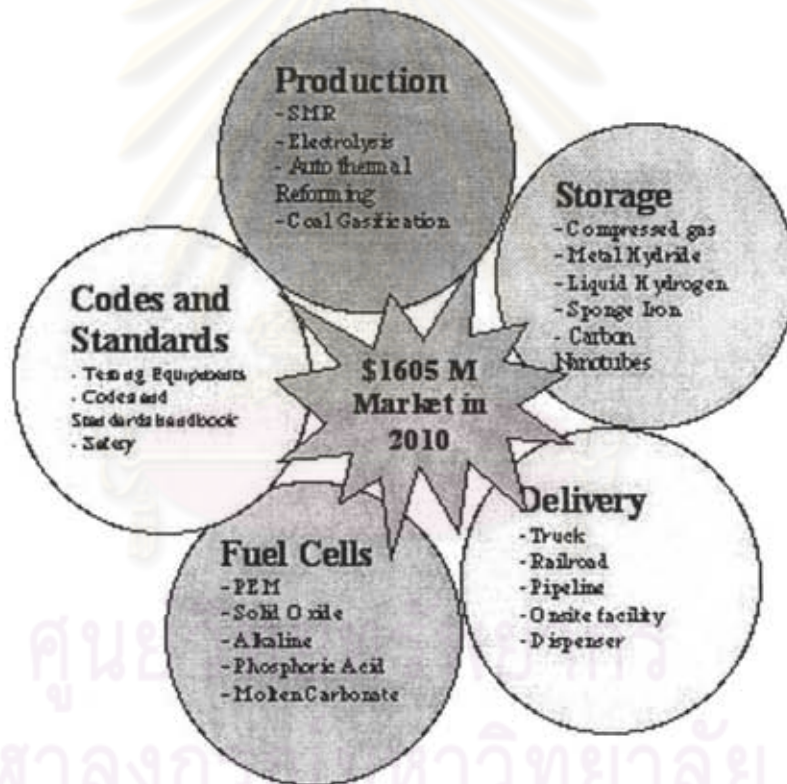 Production
- SMR
- Electrolysis
- Auto thermal
Reforming
- Coal Gasification
Storage
- Compressed gas
- Metal Hydride
- Liquid Hydrogen
- Sponge Iron
- Carbon
Nanotubes
Codes and
Standards
- Testing Equipments
- Codes and
Standards handbook
- Safety
$1605 M
Market in
2010
Delivery
- Truck
- Railroad
- Pipeline
- Onsite facility
- Dispenser
Fuel Cells
- PEM
- Solid Oxide
- Alkaline
- Phosphoric Acid
- Molten Carbonate